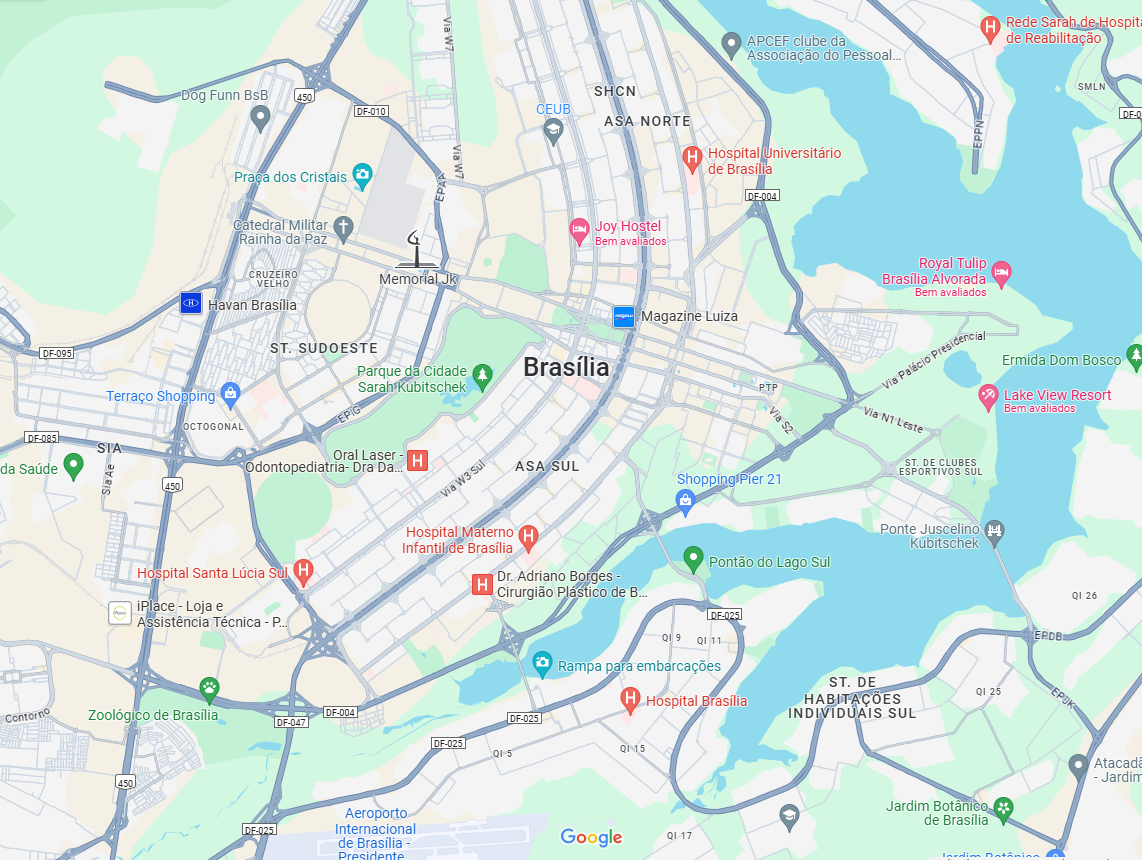 Rede Sarah de Hospita
de Reabilitação
APCEF clube da
Associação do Pessoal...
SMLN
DF-0
EPPN
Via W7
Dog Funn BsB
450
DF-010
SHCN
CEUB
ASA NORTE
Hospital Universitário
de Brasília
Via W7
Praça dos Cristais
EPAA
DF-004
Catedral Militar
Rainha da Paz
Joy Hostel
Bem avaliados
Royal Tulip
Brasília Alvorada
Bem avaliados
CRUZEIRO
VELHO
Memorial Jk
Havan Brasília
Magazine Luiza
ST. SUDOESTE
DF-095
Via Palácio Presidencial
Ermida Dom Bosco
Brasília
Parque da Cidade
Sarah Kubitschek
PTP
Terraço Shopping
EPIG
Lake View Resort
Bem avaliados
Via S2
Via N1 Leste
OCTOGONAL
DF-085
SIA
da Saúde
Sia Ae
450
Oral Laser -
Odontopediatria- Dra Da...
Via W3 Sul
ASA SUL
ST. DE CLUBES
ESPORTIVOS SUL
Shopping Pier 21
Ponte Juscelino
Kubitschek
Hospital Materno
Infantil de Brasília
Pontão do Lago Sul
Hospital Santa Lúcia Sul
Dr. Adriano Borges -
Cirurgião Plastico de B...
iPlace - Loja e
Assistência Técnica - P...
DF-025
QI 26
QI 9
QI 11
EPDB
Rampa para embarcações
ST. DE
HABITAÇÕES
INDIVIDUAIS SUL
QI 25
EPJK
Hospital Brasília
Zoológico de Brasília
Contorno
DF-004
DF-047
DF-025
DF-025
QI 5
QI 15
450
Atacadã
- Jardim
Jardim Botânico
de Brasília
DF-025
Aeroporto
Internacional
de Brasília -
Presidente
Google
QI 17
Jardim Botânico